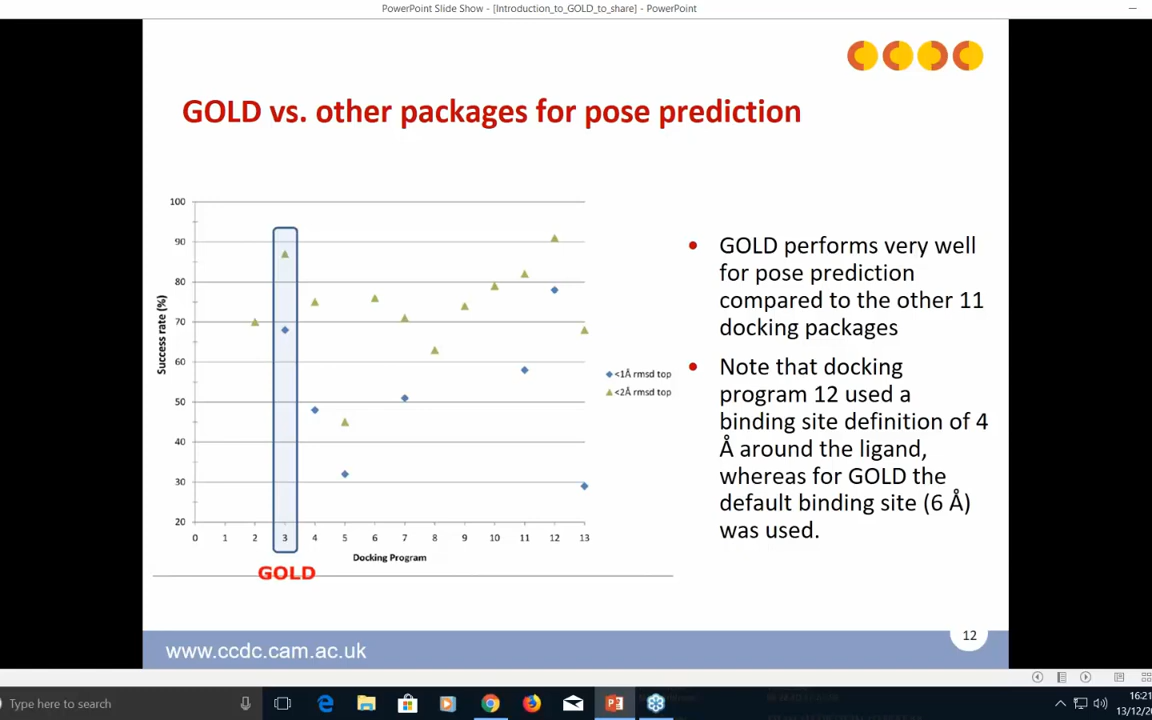 PowerPoint Slide Show - [Introduction_to_GOLD_to_share] - PowerPoint
GOLD vs. other packages for pose prediction
100
90
80
70
60
50
40
30
20
Success rate (%)
0 1 2 3 4 5 6 7 8 9 10 11 12 13
Docking Program
GOLD
<1Å rmsd top
<2Å rmsd top
• GOLD performs very well
for pose prediction
compared to the other 11
docking packages
• Note that docking
program 12 used a
binding site definition of 4
Å around the ligand,
whereas for GOLD the
default binding site (6 Å)
was used.
12
www.ccdc.cam.ac.uk
Type here to search
16:21
13/12/20